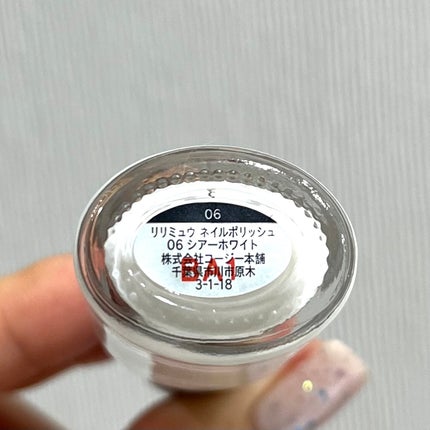 06
リリミュウ ネイルポリッシュ
06 シアーホワイト
株式会社コージー本舗
千葉県市川市原木
3-1-18
EA1